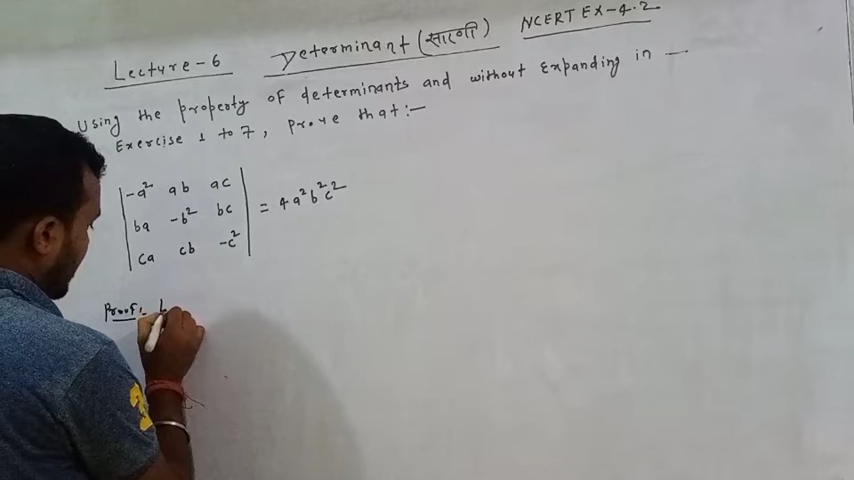 Lecture-6 Determinant (सारणी) NCERT EX-4.2
Using the property of determinants and without Expanding in —
Exercise 1 to 7, prove that:-
|-a² ab ac|
|ba -b² bc| = 4a²b²c²
|ca cb -c²|
Proof:- L